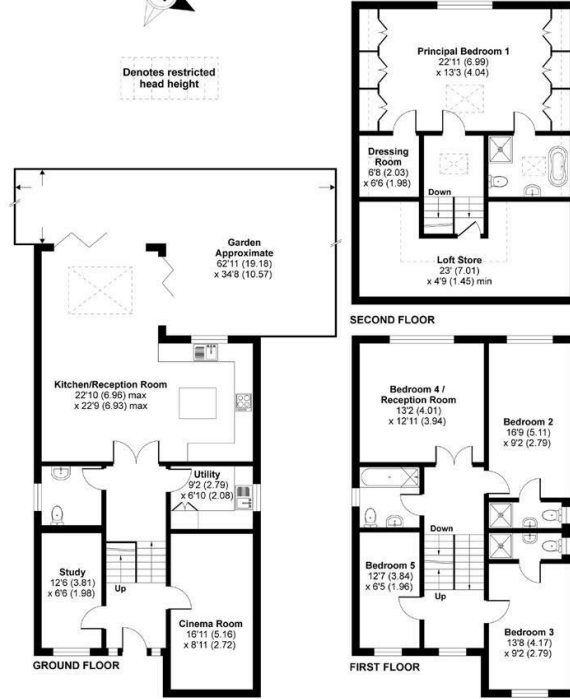 Denotes restricted
head height
Principal Bedroom 1
22'11 (6.99)
x 13'3 (4.04)
Dressing
Room
6'8 (2.03)
x 6'6 (1.98)
Down
Loft Store
23' (7.01)
x 4'9 (1.45) min
SECOND FLOOR
Garden
Approximate
62'11 (19.18)
x 34'8 (10.57)
Kitchen/Reception Room
22'10 (6.96) max
x 22'9 (6.93) max
Utility
9'2 (2.79)
x 6'10 (2.08)
Study
12'6 (3.81)
x 6'6 (1.98)
Up
Cinema Room
16'11 (5.16)
x 8'11 (2.72)
GROUND FLOOR
Bedroom 4 /
Reception Room
13'2 (4.01)
x 12'11 (3.94)
Bedroom 2
16'9 (5.11)
x 9'2 (2.79)
Down
Bedroom 5
12'7 (3.84)
x 6'5 (1.96)
Up
Bedroom 3
13'8 (4.17)
x 9'2 (2.79)
FIRST FLOOR